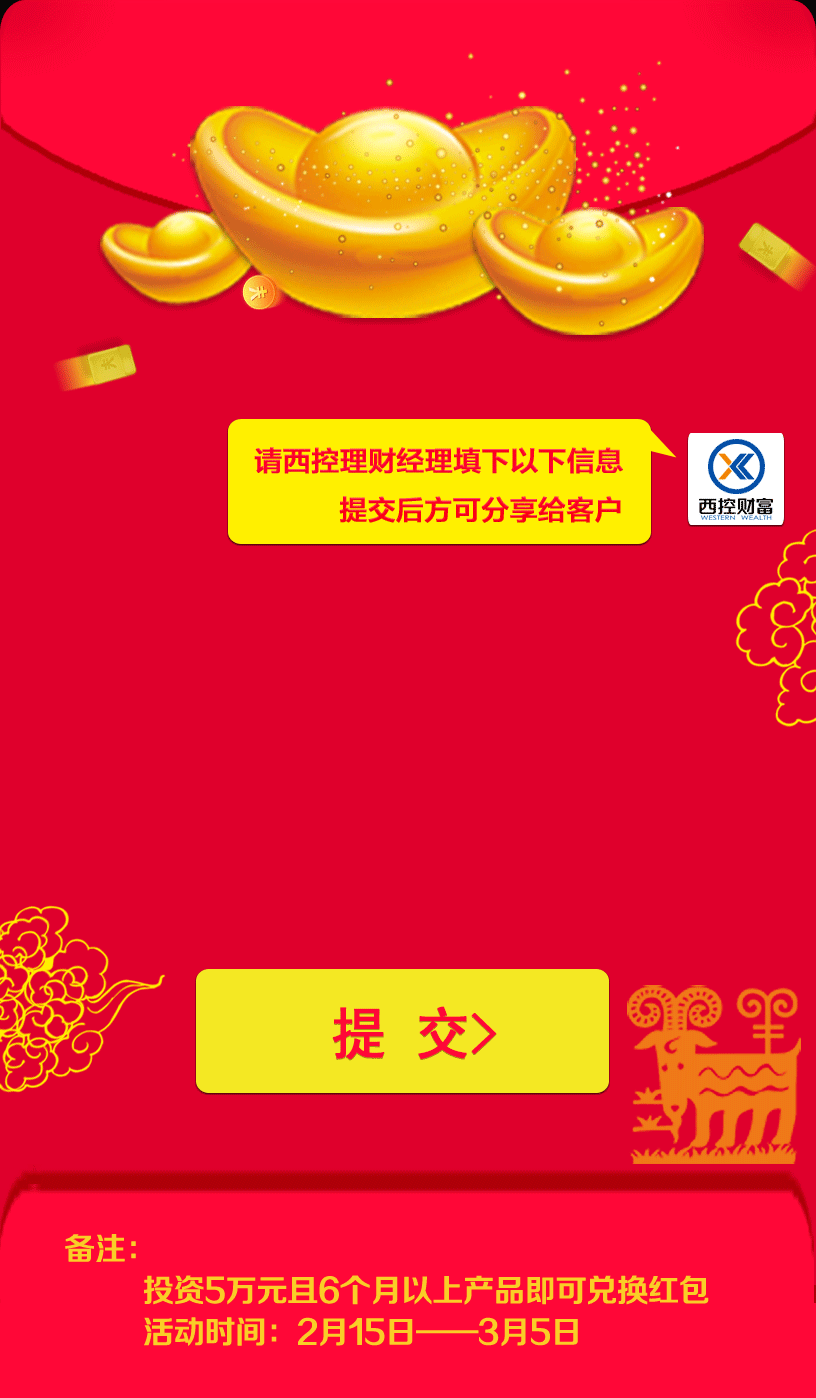 请西控理财经理填下以下信息
提交后方可分享给客户
西控财富
WESTERN WEALTH
提 交>
备注：
投资5万元且6个月以上产品即可兑换红包
活动时间：2月15日——3月5日